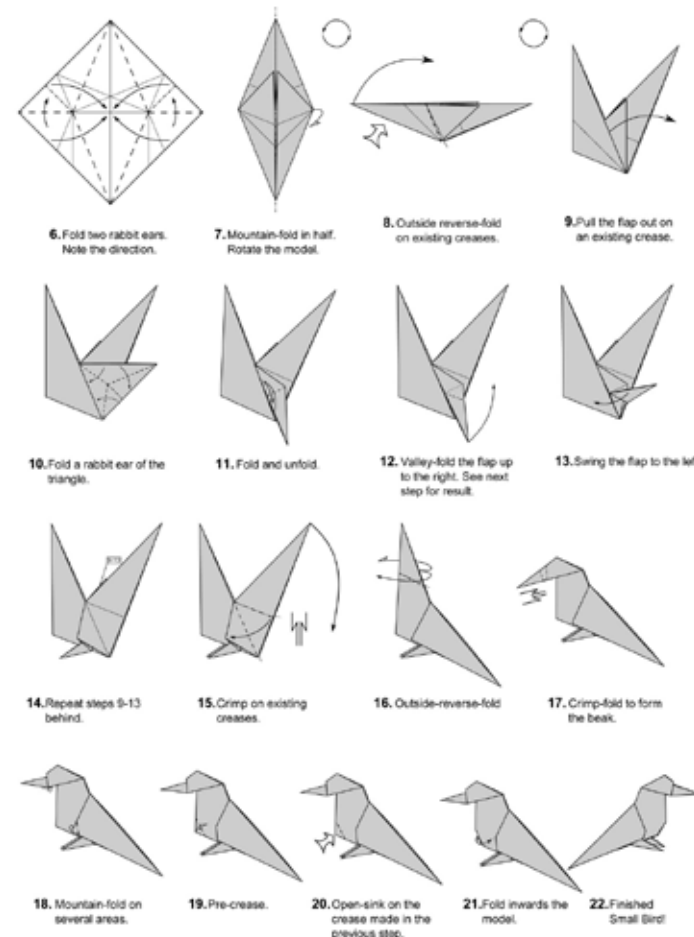 6. Fold two rabbit ears.
Note the direction.
7. Mountain-fold in half.
Rotate the model.
8. Outside reverse-fold
on existing creases.
9. Pull the flap out on
an existing crease.
10. Fold a rabbit ear of the
triangle.
11. Fold and unfold.
12. Valley-fold the flap up
to the right. See next
step for result.
13. Swing the flap to the left
14. Repeat steps 9-13
behind.
15. Crimp on existing
creases.
16. Outside-reverse-fold
17. Crimp-fold to form
the beak.
18. Mountain-fold on
several areas.
19. Pre-crease.
20. Open-sink on the
crease made in the
previous step.
21. Fold inwards the
model.
22. Finished
Small Bird!